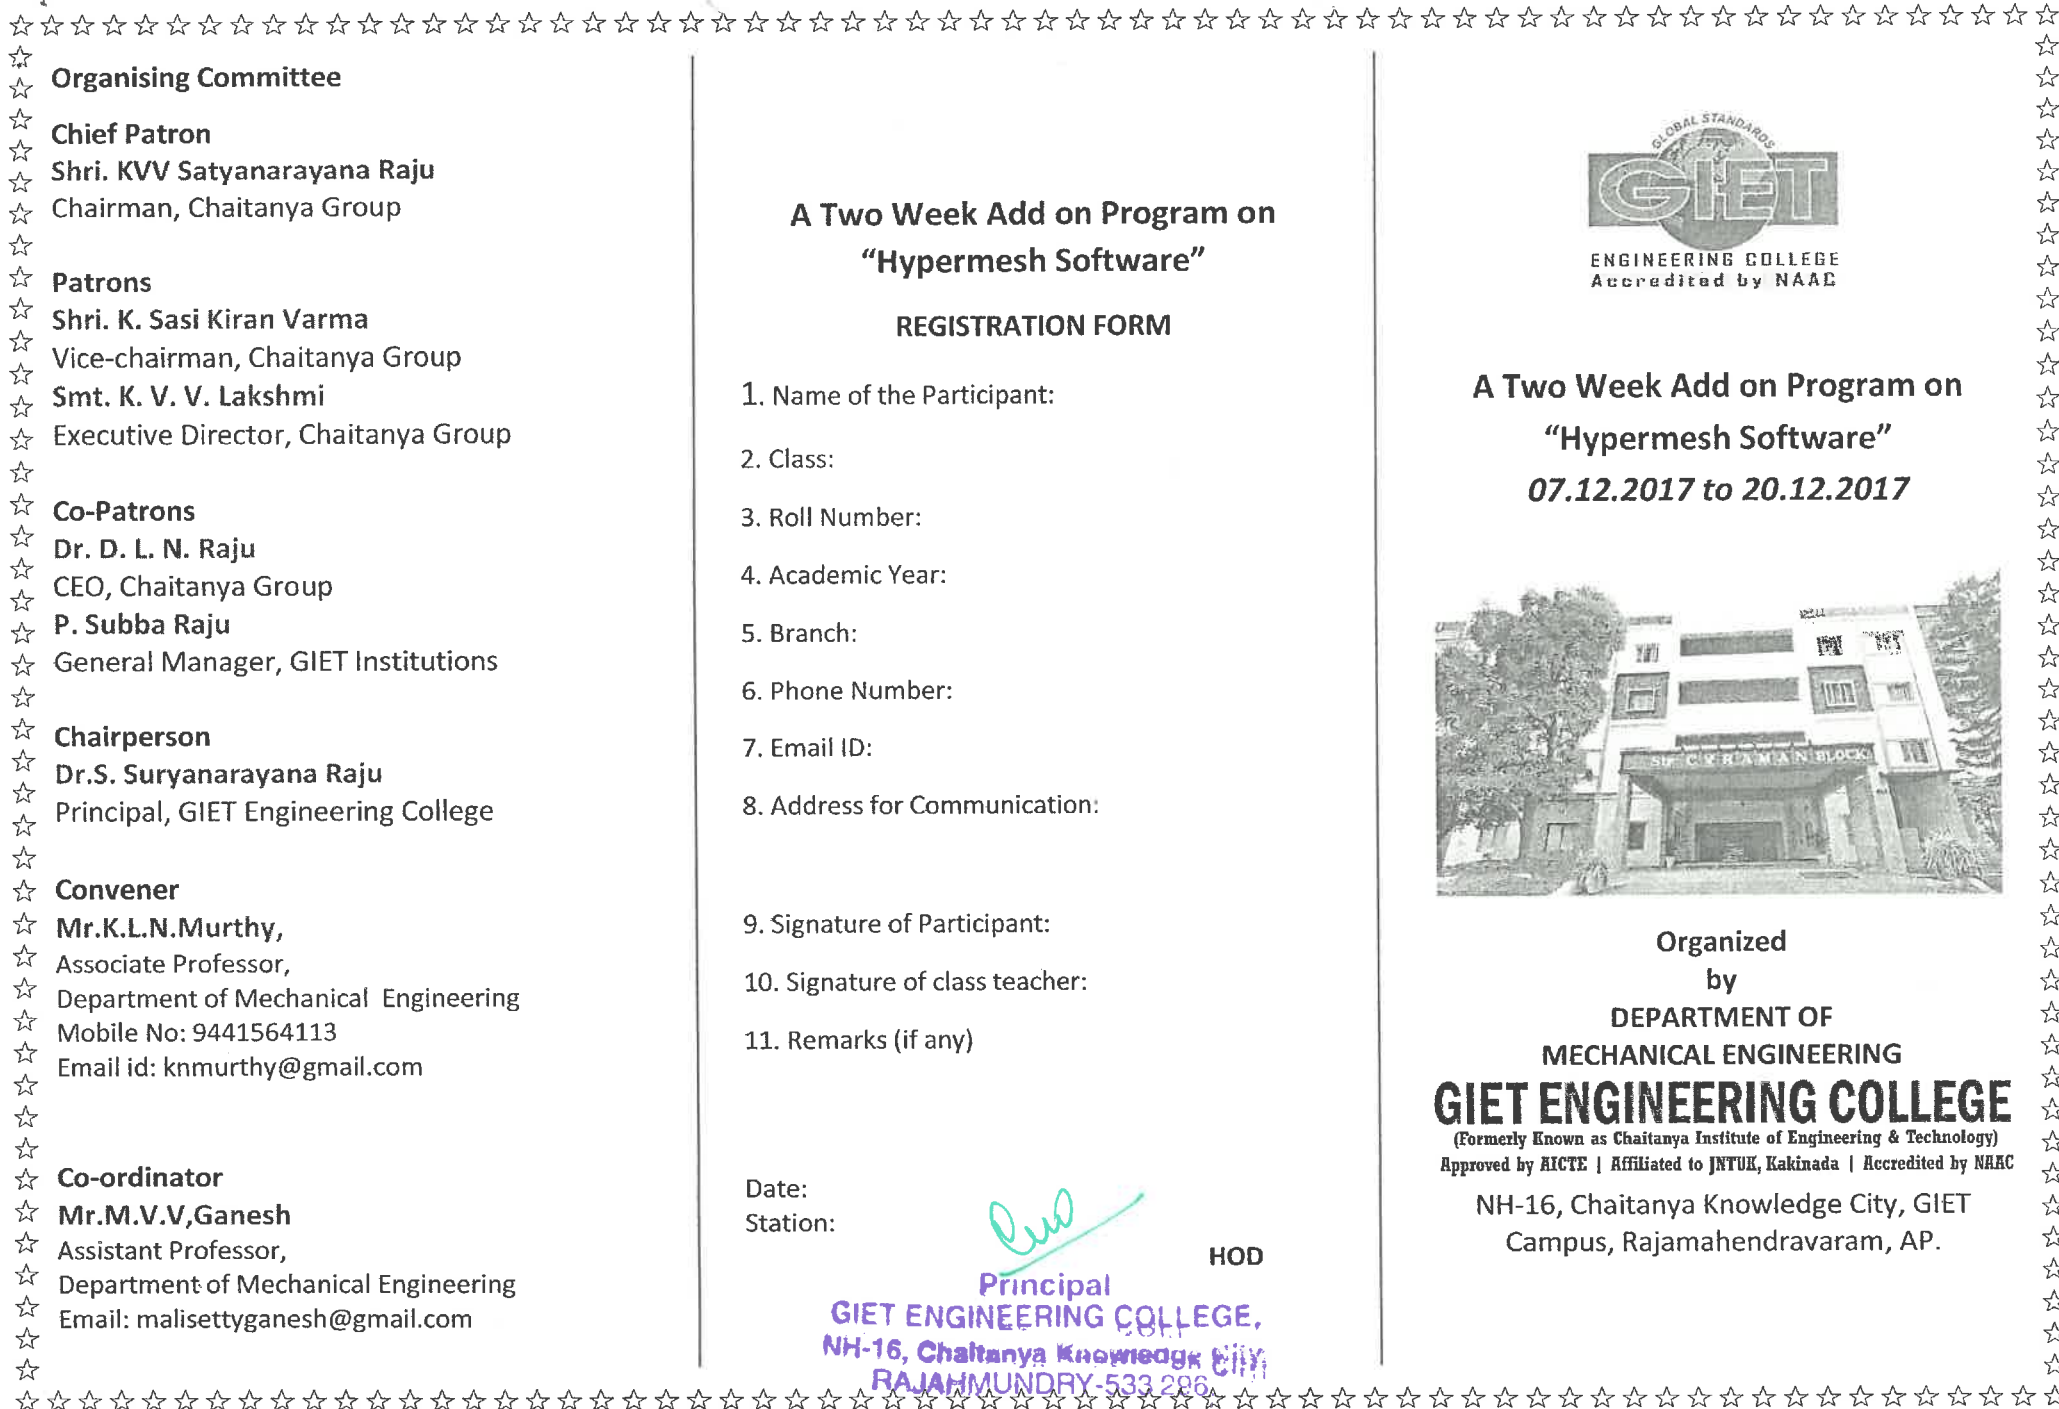 Organising Committee
Chief Patron
Shri. KVV Satyanarayana Raju
Chairman, Chaitanya Group
Patrons
Shri. K. Sasi Kiran Varma
Vice-chairman, Chaitanya Group
Smt. K. V. V. Lakshmi
Executive Director, Chaitanya Group
Co-Patrons
Dr. D. L. N. Raju
CEO, Chaitanya Group
P. Subba Raju
General Manager, GIET Institutions
Chairperson
Dr.S. Suryanarayana Raju
Principal, GIET Engineering College
Convener
Mr.K.L.N.Murthy,
Associate Professor,
Department of Mechanical Engineering
Mobile No: 9441564113
Email id: knmurthy@gmail.com
Co-ordinator
Mr.M.V.V,Ganesh
Assistant Professor,
Department of Mechanical Engineering
Email: malisettyganesh@gmail.com
A Two Week Add on Program on
“Hypermesh Software”
REGISTRATION FORM
1. Name of the Participant:
2. Class:
3. Roll Number:
4. Academic Year:
5. Branch:
6. Phone Number:
7. Email ID:
8. Address for Communication:
9. Signature of Participant:
10. Signature of class teacher:
11. Remarks (if any)
Date:
Station:
HOD
Principal
GIET ENGINEERING COLLEGE,
NH-16, Chaitanya Knowledge City,
RAJAHMUNDRY-533 296
GLOBAL STANDARDS
GIET
ENGINEERING COLLEGE
Accredited by NAAC
A Two Week Add on Program on
“Hypermesh Software”
07.12.2017 to 20.12.2017
Sir C V RAMAN BLOCK
Organized
by
DEPARTMENT OF
MECHANICAL ENGINEERING
GIET ENGINEERING COLLEGE
(Formerly Known as Chaitanya Institute of Engineering & Technology)
Approved by AICTE | Affiliated to JNTUK, Kakinada | Accredited by NAAC
NH-16, Chaitanya Knowledge City, GIET
Campus, Rajamahendravaram, AP.